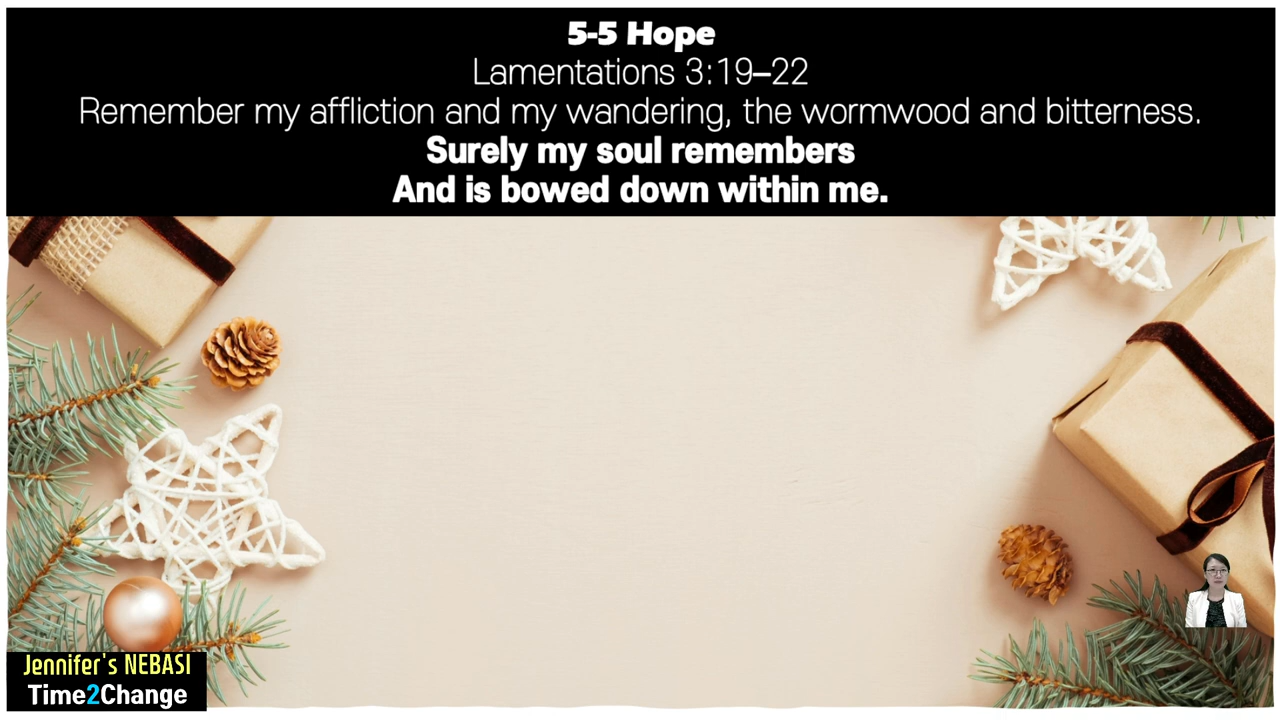 5-5 Hope
Lamentations 3:19–22
Remember my affliction and my wandering, the wormwood and bitterness.
Surely my soul remembers
And is bowed down within me.
Jennifer's NEBASI
Time2Change